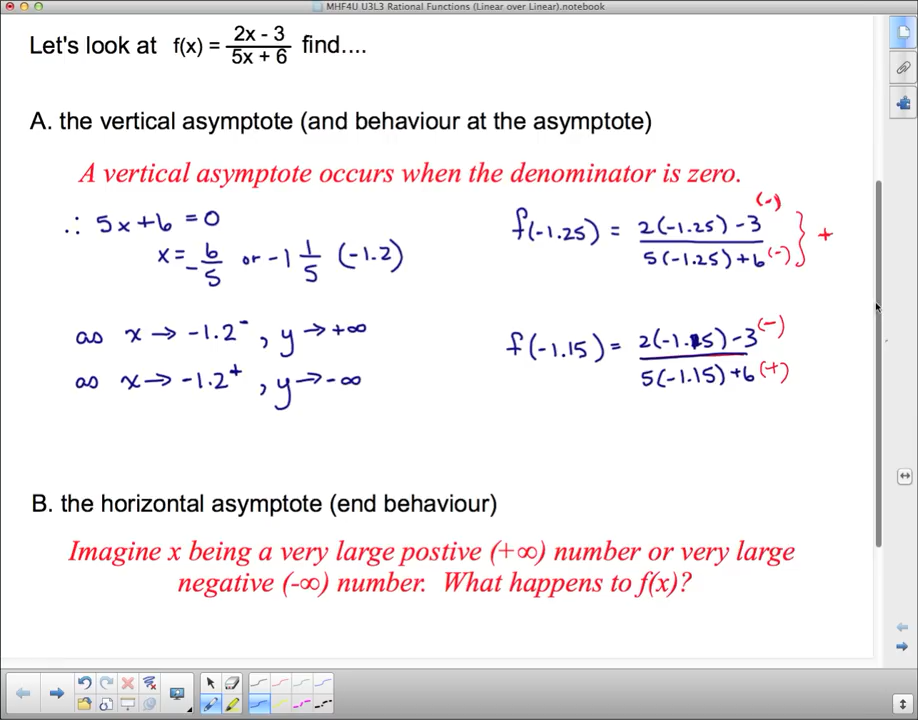 MHF4U U3L3 Rational Functions (Linear over Linear).notebook
Let's look at f(x) = 2x - 3 / 5x + 6 find....
A. the vertical asymptote (and behaviour at the asymptote)
A vertical asymptote occurs when the denominator is zero.
∴ 5x+6 = 0
x = -6/5 or -1 1/5 (-1.2)
f(-1.25) = 2(-1.25) -3 (-) / 5(-1.25)+6 (-) } +
as x → -1.2⁻, y → +∞
as x → -1.2⁺, y → -∞
f(-1.15) = 2(-1.15) -3 (-) / 5(-1.15)+6 (+)
B. the horizontal asymptote (end behaviour)
Imagine x being a very large postive (+∞) number or very large
negative (-∞) number. What happens to f(x)?